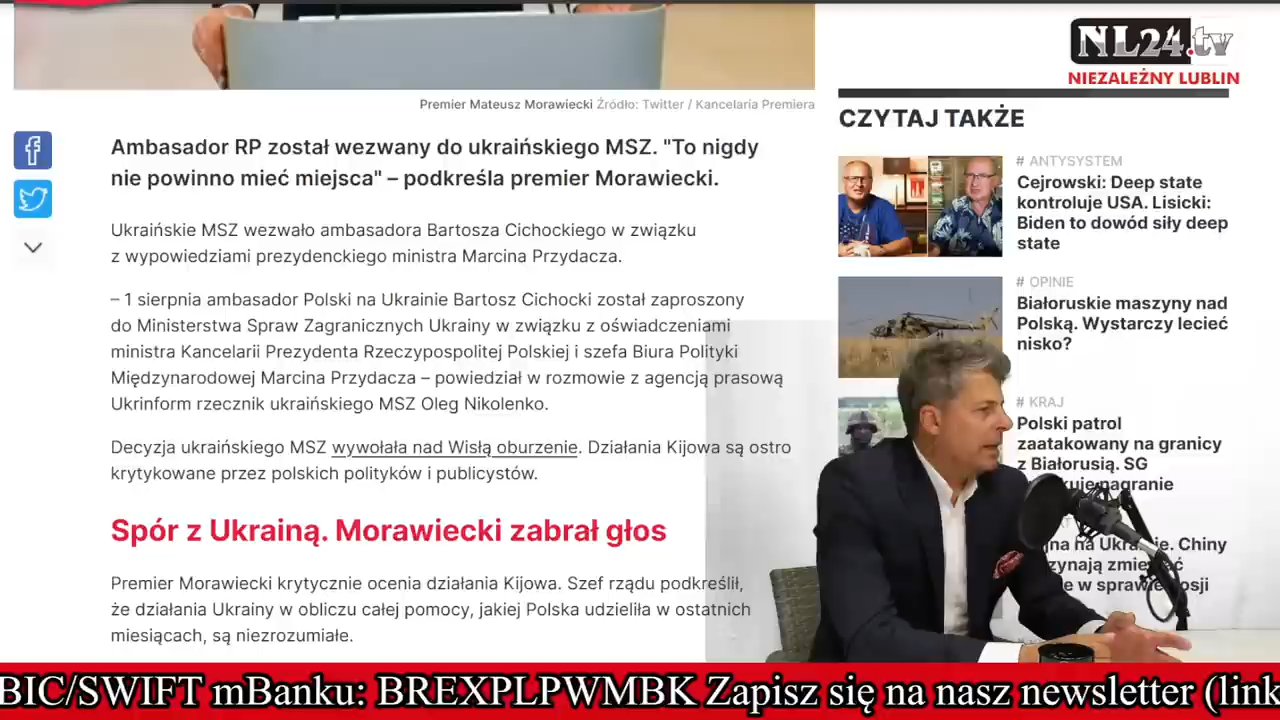 NL24.tv
NIEZALEŻNY LUBLIN
Premier Mateusz Morawiecki Źródło: Twitter / Kancelaria Premiera
Ambasador RP został wezwany do ukraińskiego MSZ. "To nigdy
nie powinno mieć miejsca" – podkreśla premier Morawiecki.
Ukraińskie MSZ wezwało ambasadora Bartosza Cichockiego w związku
z wypowiedziami prezydenckiego ministra Marcina Przydacza.
– 1 sierpnia ambasador Polski na Ukrainie Bartosz Cichocki został zaproszony
do Ministerstwa Spraw Zagranicznych Ukrainy w związku z oświadczeniami
ministra Kancelarii Prezydenta Rzeczypospolitej Polskiej i szefa Biura Polityki
Międzynarodowej Marcina Przydacza – powiedział w rozmowie z agencją prasową
Ukrinform rzecznik ukraińskiego MSZ Oleg Nikolenko.
Decyzja ukraińskiego MSZ wywołała nad Wisłą oburzenie. Działania Kijowa są ostro
krytykowane przez polskich polityków i publicystów.
Spór z Ukrainą. Morawiecki zabrał głos
Premier Morawiecki krytycznie ocenia działania Kijowa. Szef rządu podkreślił,
że działania Ukrainy w obliczu całej pomocy, jakiej Polska udzieliła w ostatnich
miesiącach, są niezrozumiałe.
CZYTAJ TAKŻE
# ANTYSYSTEM
Cejrowski: Deep state
kontroluje USA. Lisicki:
Biden to dowód siły deep
state
# OPINIE
Białoruskie maszyny nad
Polską. Wystarczy lecieć
nisko?
# KRAJ
Polski patrol
zaatakowany na granicy
z Białorusią. SG
nagranie
na Chiny
w sprawie
BIC/SWIFT mBanku: BREXPLPWMBK Zapisz się na nasz newsletter (link